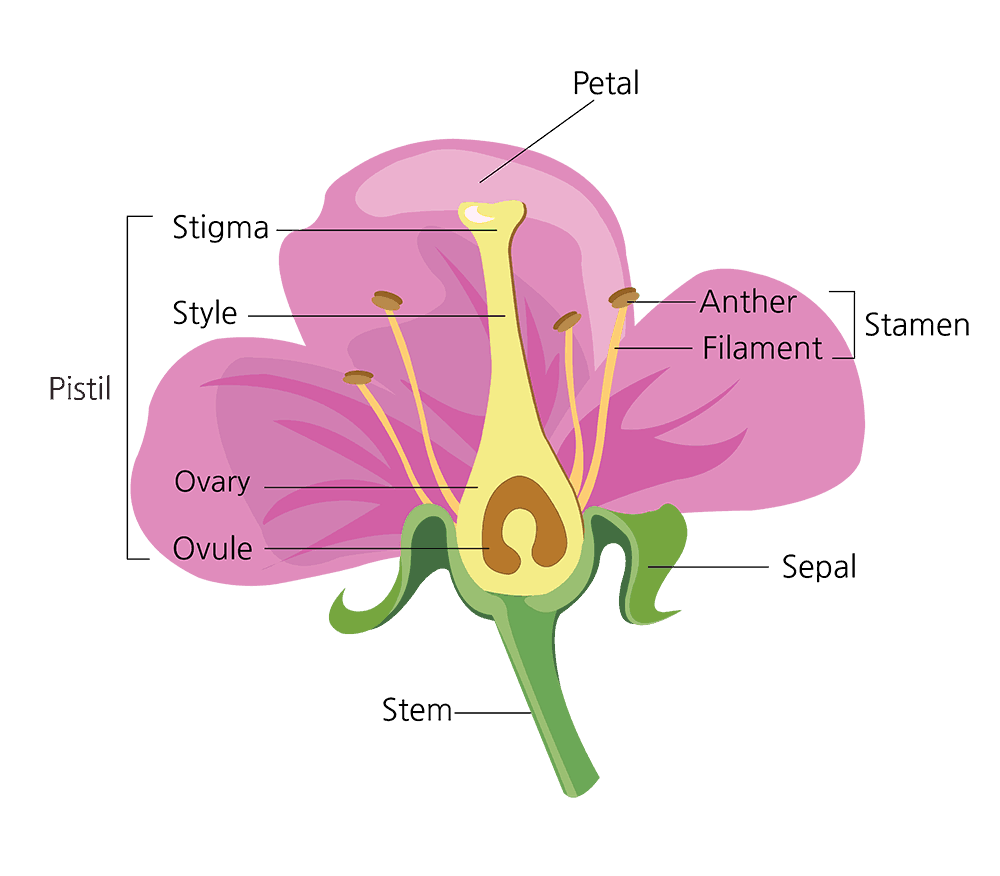 Petal
Stigma
Style
Pistil
Ovary
Ovule
Anther
Filament
Stamen
Sepal
Stem